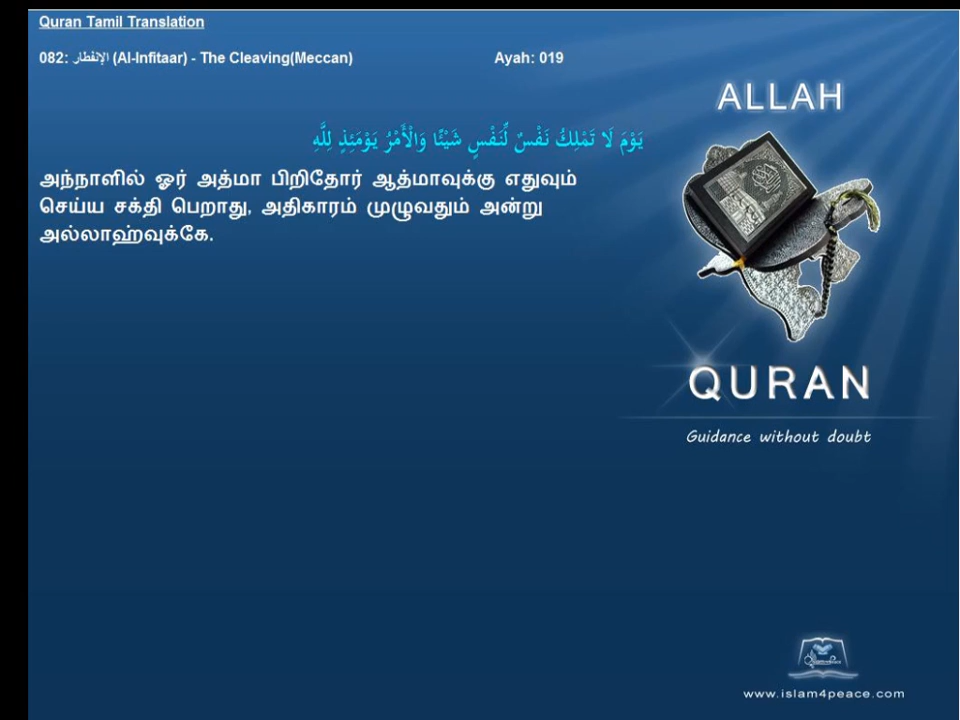 Quran Tamil Translation
082: الإنفطار (Al-Infitaar) - The Cleaving(Meccan) Ayah: 019
ALLAH
يَوْمَ لَا تَمْلِكُ نَفْسٌ لِّنَفْسٍ شَيْئًا وَالْأَمْرُ يَوْمَئِذٍ لِلَّهِ
அந்நாளில் ஓர் அத்மா பிறிதோர் ஆத்மாவுக்கு எதுவும்
செய்ய சக்தி பெறாது, அதிகாரம் முழுவதும் அன்று
அல்லாஹ்வுக்கே.
QURAN
Guidance without doubt
www.islam4peace.com